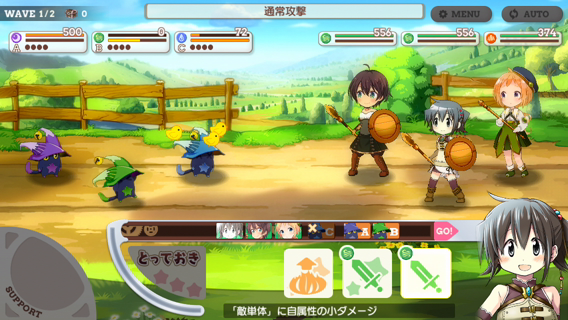 WAVE 1/2 0
通常攻撃
MENU
AUTO
500
A
0
B
72
C
556
556
374
C
A
B
GO!
とっておき
SUPPORT
「敵単体」に自属性の小ダメージ